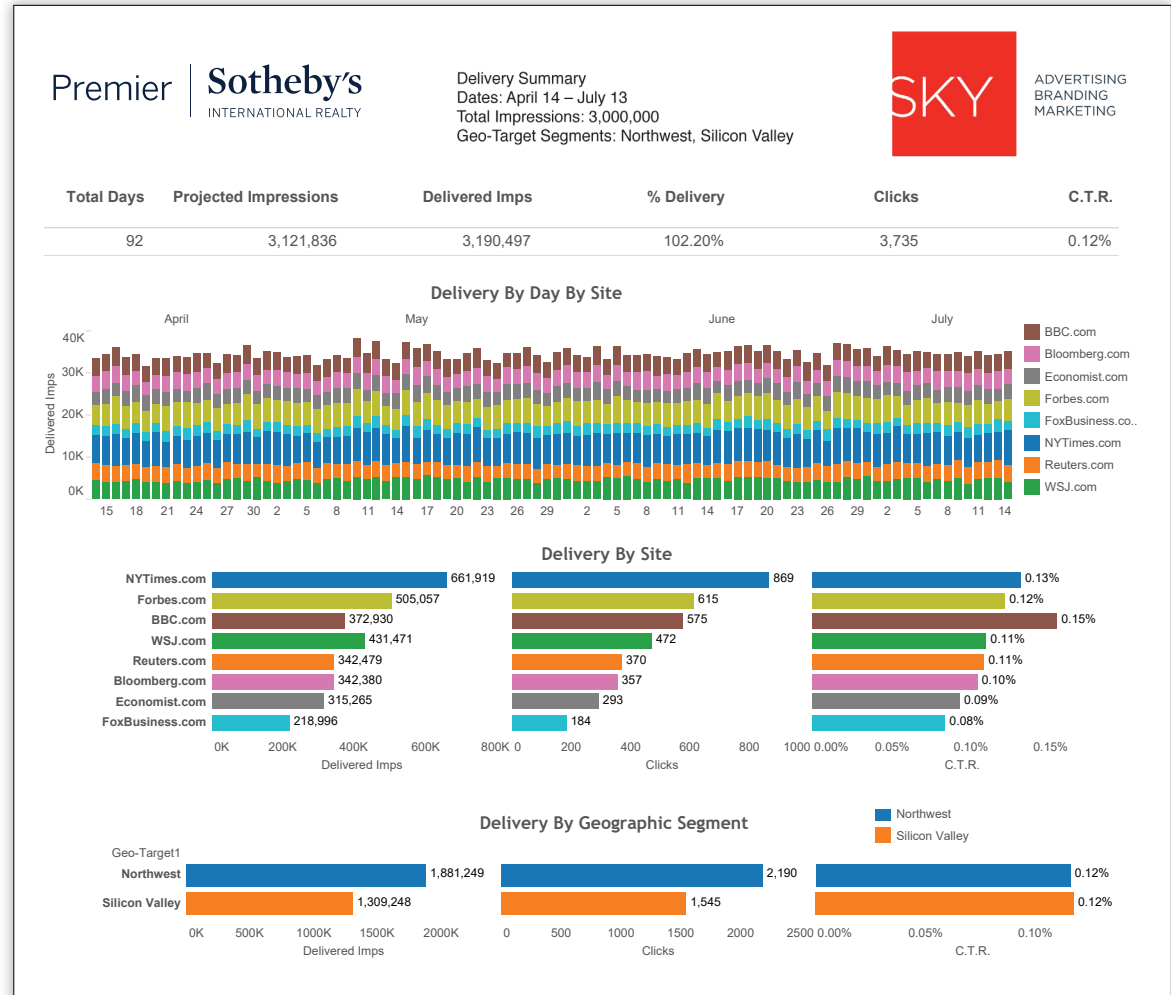 Premier
Sotheby's
INTERNATIONAL REALTY
Delivery Summary
Dates: April 14 – July 13
Total Impressions: 3,000,000
Geo-Target Segments: Northwest, Silicon Valley
SKY
ADVERTISING
BRANDING
MARKETING
Total Days Projected Impressions Delivered Imps % Delivery Clicks C.T.R.
92 3,121,836 3,190,497 102.20% 3,735 0.12%
Delivery By Day By Site
April May June July
40K
30K
20K
10K
0K
Delivered Imps
15 18 21 24 27 30 2 5 8 11 14 17 20 23 26 29 2 5 8 11 14 17 20 23 26 29 2 5 8 11 14
BBC.com
Bloomberg.com
Economist.com
Forbes.com
FoxBusiness.co..
NYTimes.com
Reuters.com
WSJ.com
Delivery By Site
NYTimes.com 661,919 869 0.13%
Forbes.com 505,057 615 0.12%
BBC.com 372,930 575 0.15%
WSJ.com 431,471 472 0.11%
Reuters.com 342,479 370 0.11%
Bloomberg.com 342,380 357 0.10%
Economist.com 315,265 293 0.09%
FoxBusiness.com 218,996 184 0.08%
0K 200K 400K 600K 800K 0 200 400 600 800 1000 0.00% 0.05% 0.10% 0.15%
Delivered Imps Clicks C.T.R.
Delivery By Geographic Segment
Northwest
Silicon Valley
Geo-Target1
Northwest 1,881,249 2,190 0.12%
Silicon Valley 1,309,248 1,545 0.12%
0K 500K 1000K 1500K 2000K 0 500 1000 1500 2000 2500 0.00% 0.05% 0.10%
Delivered Imps Clicks C.T.R.